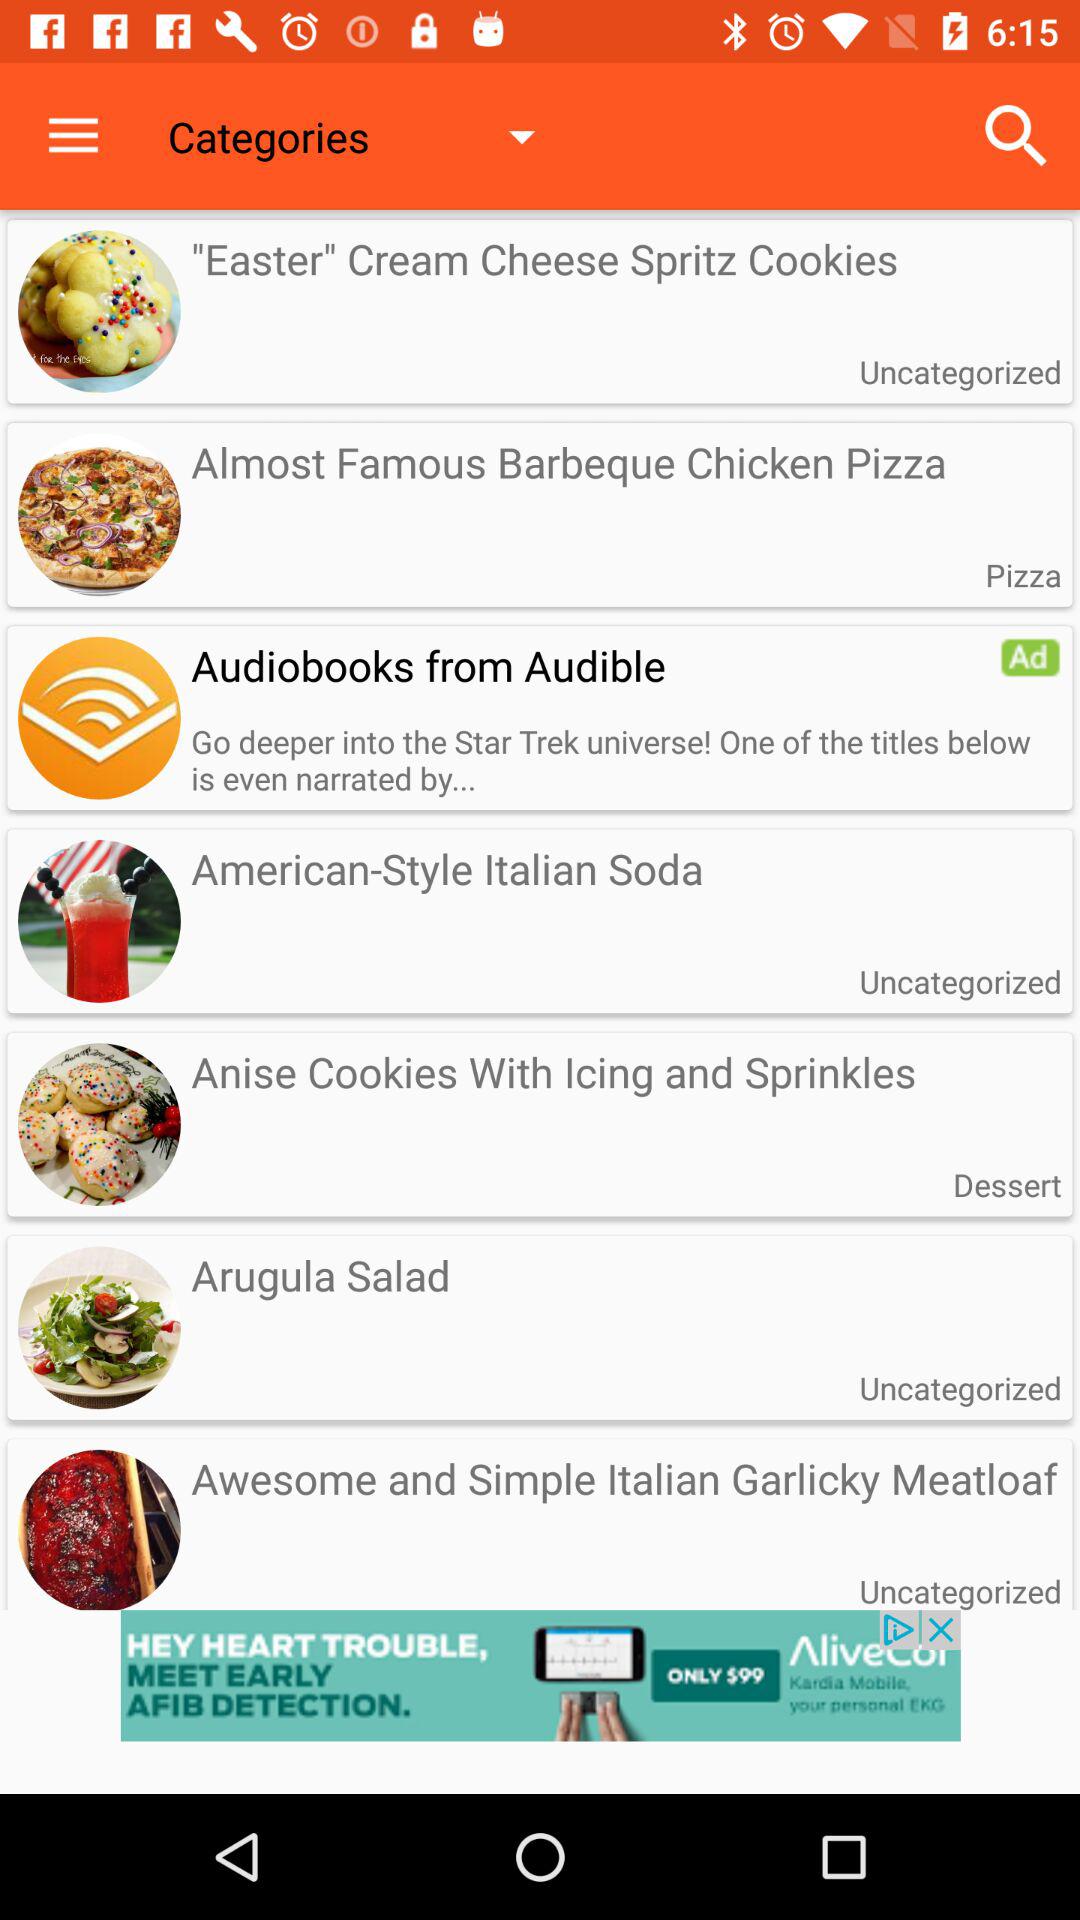 6:15
Categories
"Easter" Cream Cheese Spritz Cookies
for the Eyes
Uncategorized
Almost Famous Barbeque Chicken Pizza
Pizza
Audiobooks from Audible
Ad
Go deeper into the Star Trek universe! One of the titles below
is even narrated by...
American-Style Italian Soda
Uncategorized
Anise Cookies With Icing and Sprinkles
Dessert
Arugula Salad
Uncategorized
Awesome and Simple Italian Garlicky Meatloaf
Uncategorized
HEY HEART TROUBLE,
MEET EARLY
AFIB DETECTION.
ONLY $99
AliveCor
Kardia Mobile,
your personal EKG